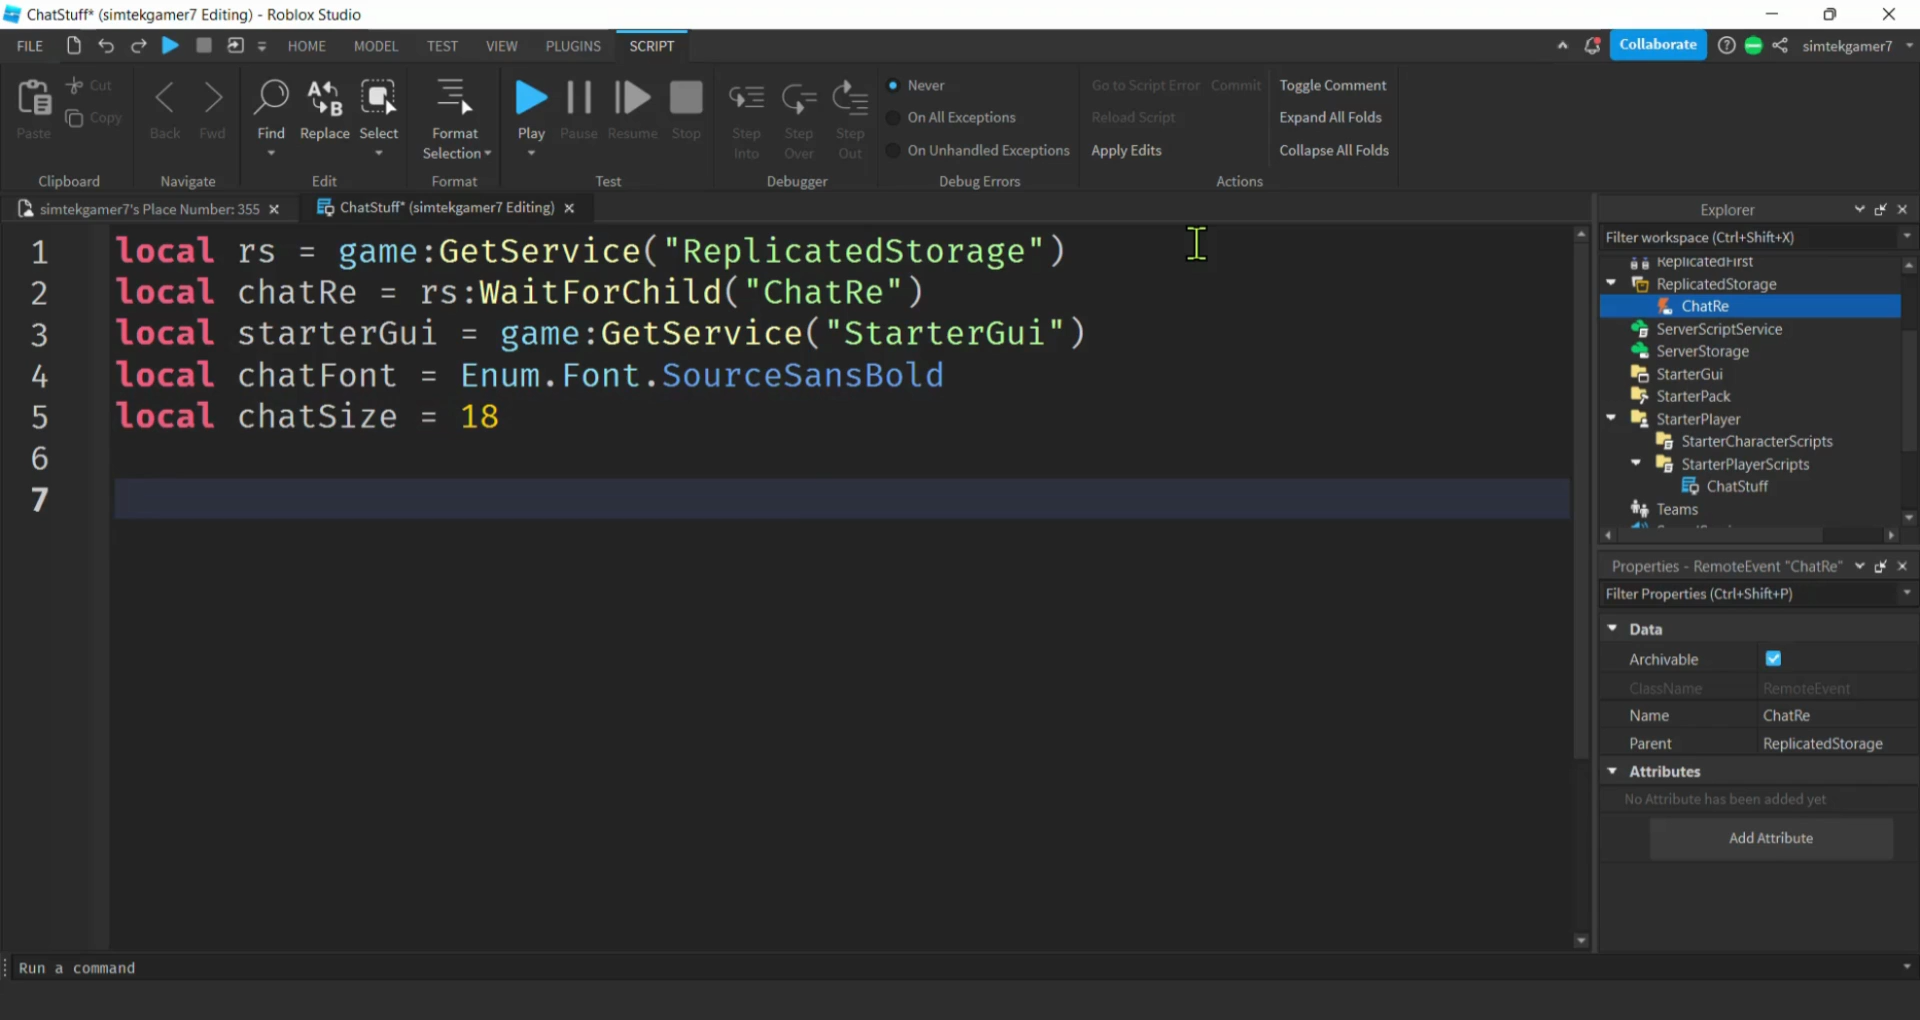 ChatStuff* (simtekgamer7 Editing) - Roblox Studio
FILE HOME MODEL TEST VIEW PLUGINS SCRIPT Collaborate simtekgamer7
Paste Cut Copy
Clipboard
Back Fwd
Navigate
Find Replace Select
Edit
Format Selection
Format
Play Pause Resume Stop
Test
Step Into Step Over Step Out
Debugger
Never
On All Exceptions
On Unhandled Exceptions
Debug Errors
Go to Script Error Commit
Reload Script
Apply Edits
Toggle Comment
Expand All Folds
Collapse All Folds
Actions
simtekgamer7's Place Number: 355 ChatStuff* (simtekgamer7 Editing)
1 local rs = game:GetService("ReplicatedStorage")
2 local chatRe = rs:WaitForChild("ChatRe")
3 local starterGui = game:GetService("StarterGui")
4 local chatFont = Enum.Font.SourceSansBold
5 local chatSize = 18
6
7
Explorer
Filter workspace (Ctrl+Shift+X)
ReplicatedFirst
ReplicatedStorage
ChatRe
ServerScriptService
ServerStorage
StarterGui
StarterPack
StarterPlayer
StarterCharacterScripts
StarterPlayerScripts
ChatStuff
Teams
Properties - RemoteEvent "ChatRe"
Filter Properties (Ctrl+Shift+P)
Data
Archivable
ClassName RemoteEvent
Name ChatRe
Parent ReplicatedStorage
Attributes
No Attribute has been added yet
Add Attribute
Run a command